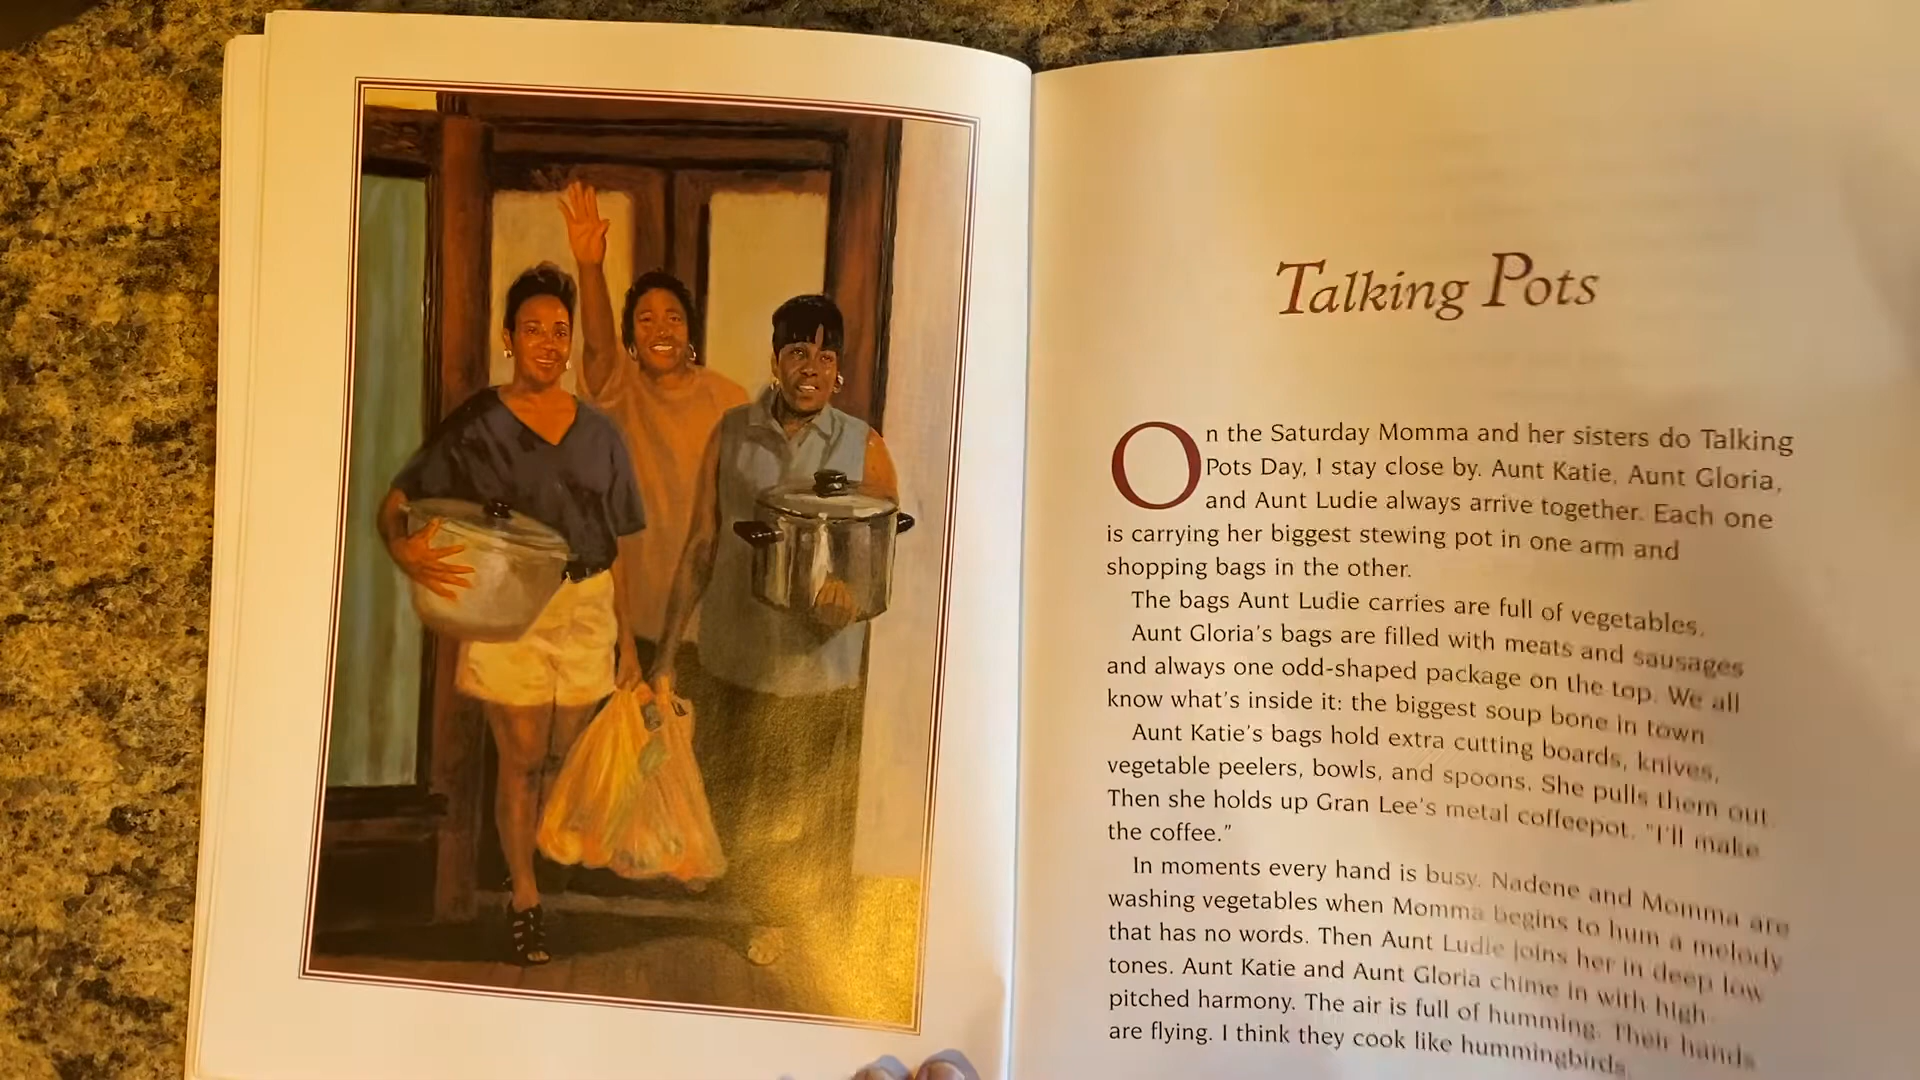 Talking Pots
On the Saturday Momma and her sisters do Talking
Pots Day, I stay close by. Aunt Katie, Aunt Gloria,
and Aunt Ludie always arrive together. Each one
is carrying her biggest stewing pot in one arm and
shopping bags in the other.
The bags Aunt Ludie carries are full of vegetables.
Aunt Gloria's bags are filled with meats and sausages
and always one odd-shaped package on the top. We all
know what's inside it: the biggest soup bone in town
Aunt Katie's bags hold extra cutting boards, knives,
vegetable peelers, bowls, and spoons. She pulls them out.
Then she holds up Gran Lee's metal coffeepot. "I'll make
the coffee."
In moments every hand is busy. Nadene and Momma are
washing vegetables when Momma begins to hum a melody
that has no words. Then Aunt Ludie joins her in deep low
tones. Aunt Katie and Aunt Gloria chime in with high-
pitched harmony. The air is full of humming. Their hands
are flying. I think they cook like hummingbirds.